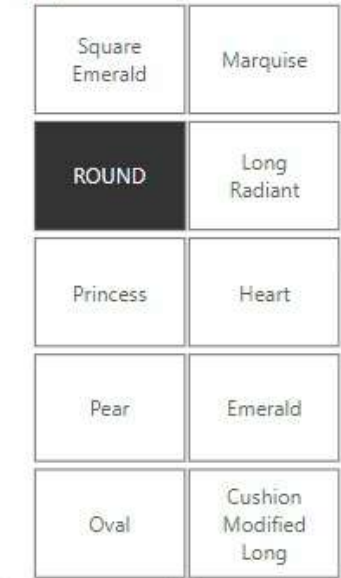 Square
Emerald
Marquise
ROUND
Long
Radiant
Princess
Heart
Pear
Emerald
Oval
Cushion
Modified
Long